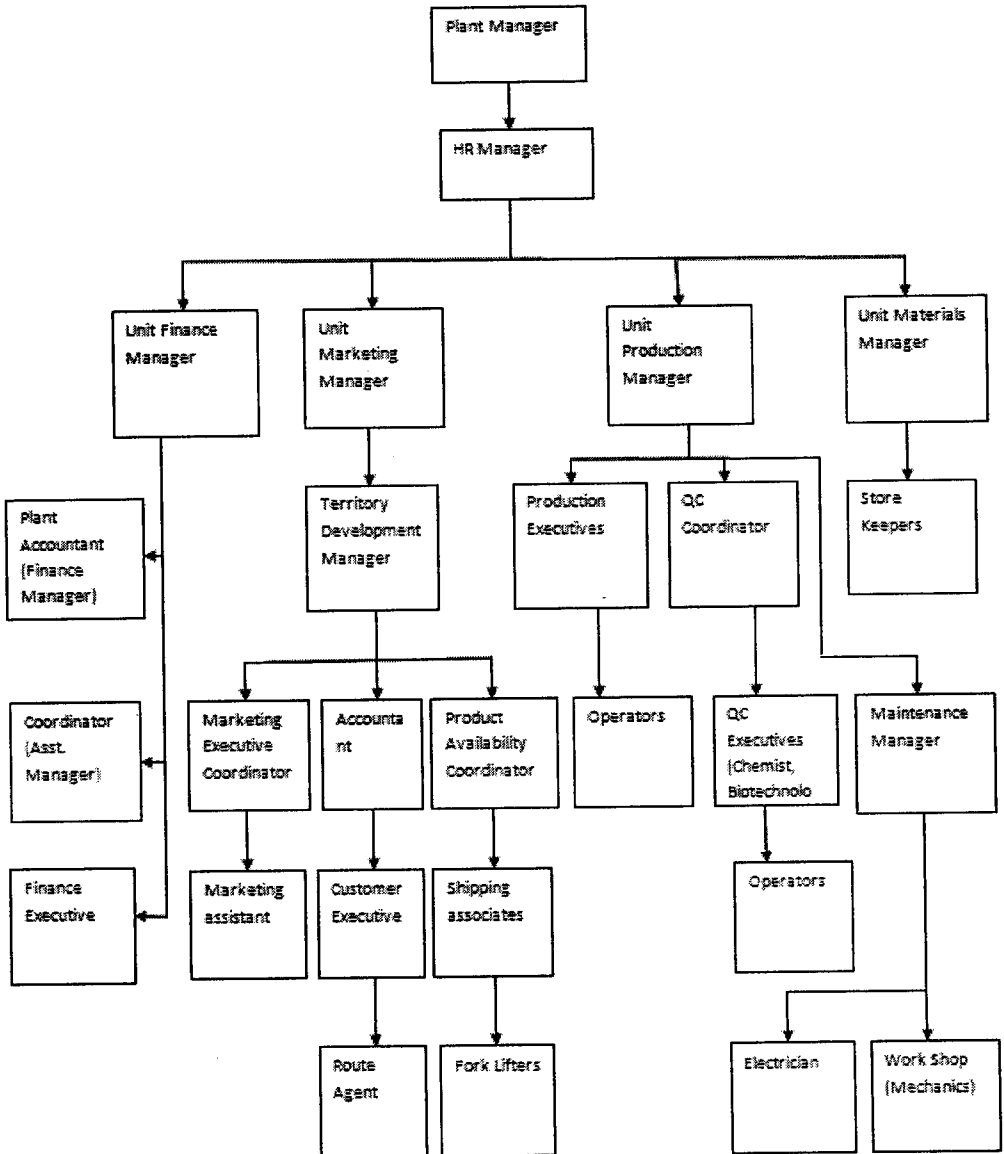 Plant Manager
HR Manager
Unit Finance
Manager
Unit
Marketing
Manager
Unit
Production
Manager
Unit Materials
Manager
Plant
Accountant
(Finance
Manager)
Territory
Development
Manager
Production
Executives
QC
Coordinator
Store
Keepers
Coordinator
(Asst.
Manager)
Marketing
Executive
Coordinator
Accounta
nt
Product
Availability
Coordinator
Operators
QC
Executives
(Chemist,
Biotechnolo
Maintenance
Manager
Finance
Executive
Marketing
assistant
Customer
Executive
Shipping
associates
Operators
Route
Agent
Fork Lifters
Electrician
Work Shop
(Mechanics)